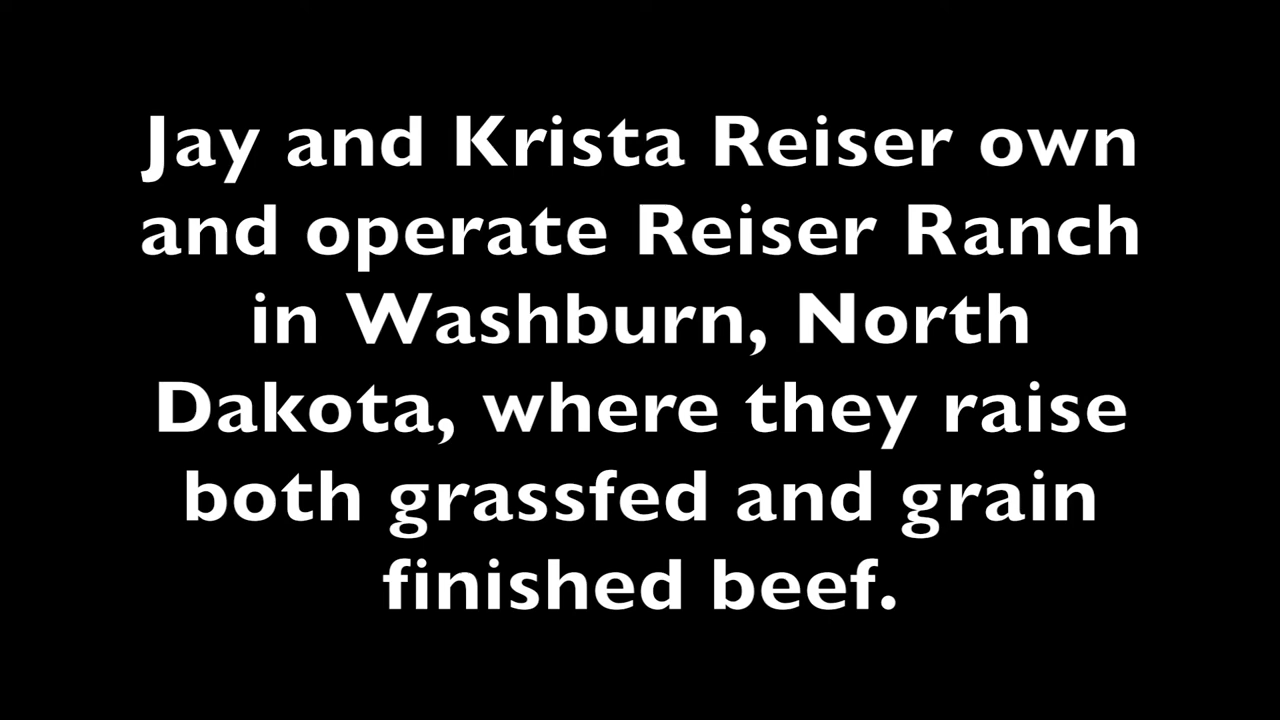 Jay and Krista Reiser own
and operate Reiser Ranch
in Washburn, North
Dakota, where they raise
both grassfed and grain
finished beef.